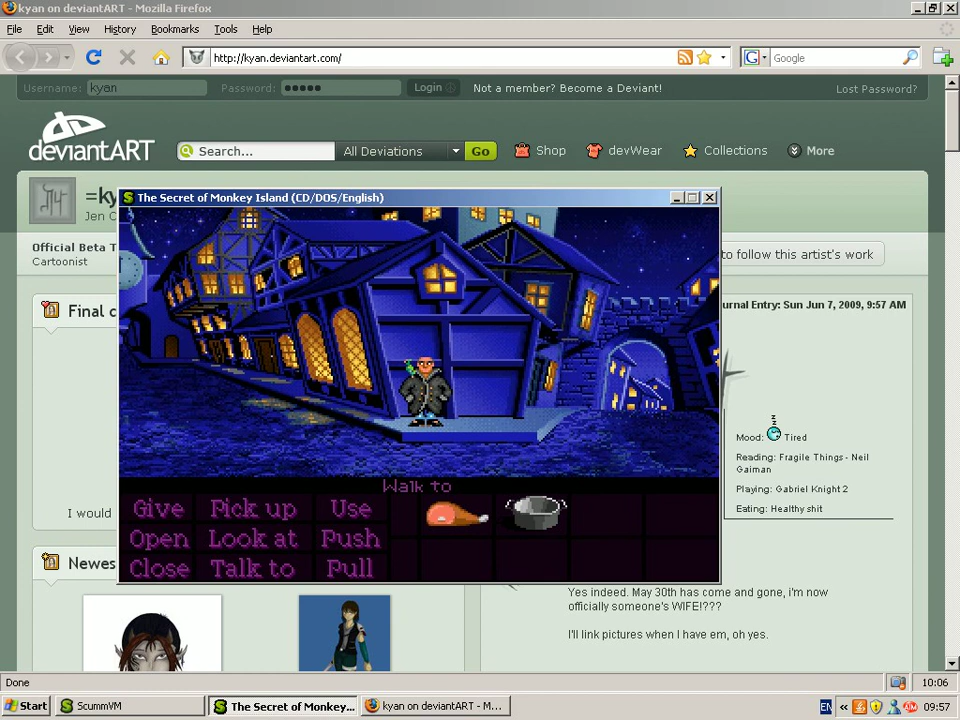 kyan on deviantART - Mozilla Firefox
File Edit View History Bookmarks Tools Help
http://kyan.deviantart.com/
G Google
Username: kyan Password: ●●●●● Login Not a member? Become a Deviant! Lost Password?
deviantART Search... All Deviations Go Shop devWear Collections More
=ky
Jen C
Official Beta T
Cartoonist
to follow this artist's work
The Secret of Monkey Island (CD/DOS/English)
Final c
urnal Entry: Sun Jun 7, 2009, 9:57 AM
z
z
Mood: Tired
Reading: Fragile Things - Neil
Gaiman
Playing: Gabriel Knight 2
Eating: Healthy shit
Walk to
Give Pick up Use
Open Look at Push
Close Talk to Pull
I would
Newes
Yes indeed. May 30th has come and gone, i'm now
officially someone's WIFE!???
I'll link pictures when I have em, oh yes.
Done 10:06
Start ScummVM The Secret of Monkey... kyan on deviantART - M... EN « 09:57